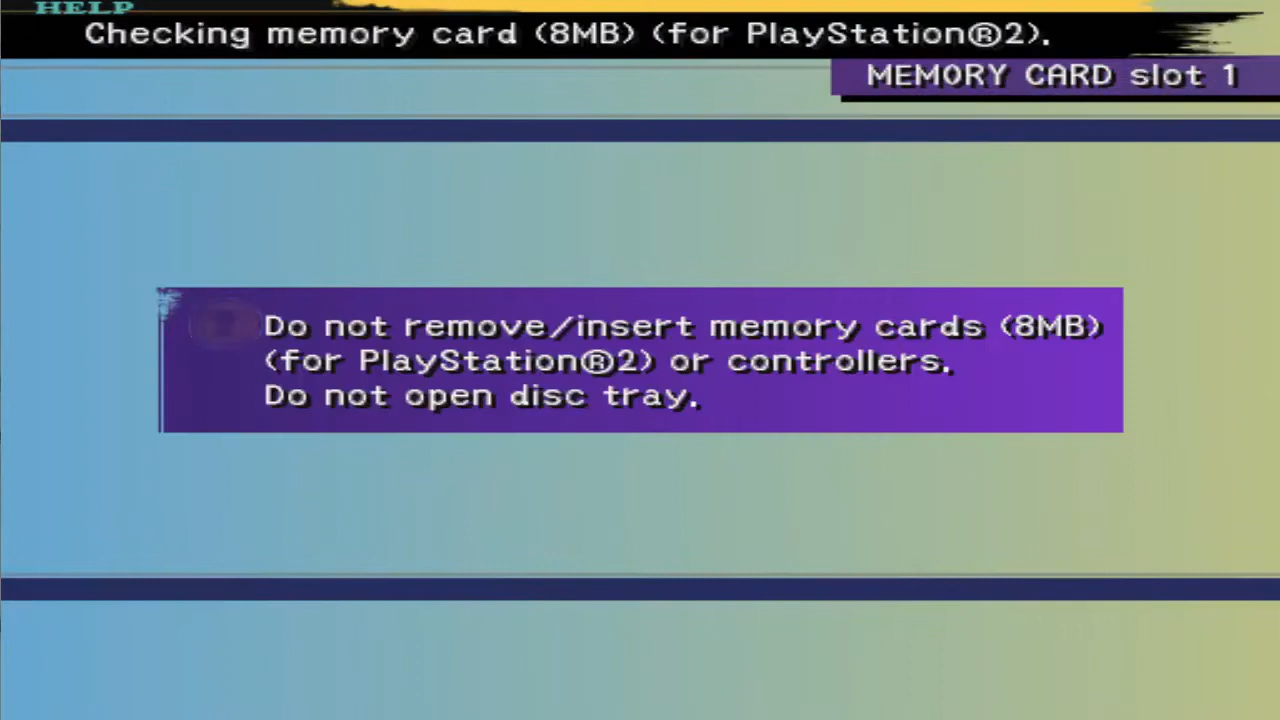 HELP
Checking memory card (8MB) (for PlayStation®2).
MEMORY CARD slot 1
Do not remove/insert memory cards (8MB)
(for PlayStation®2) or controllers.
Do not open disc tray.